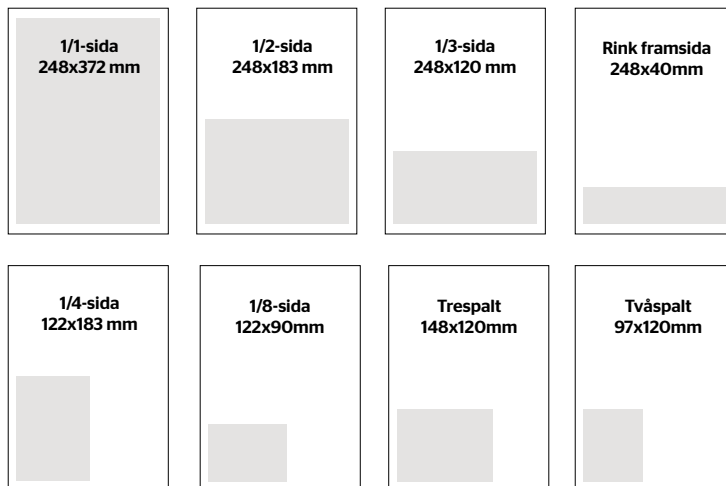 1/1-sida
248x372 mm
1/2-sida
248x183 mm
1/3-sida
248x120 mm
Rink framsida
248x40mm
1/4-sida
122x183 mm
1/8-sida
122x90mm
Trespalt
148x120mm
Tvåspalt
97x120mm